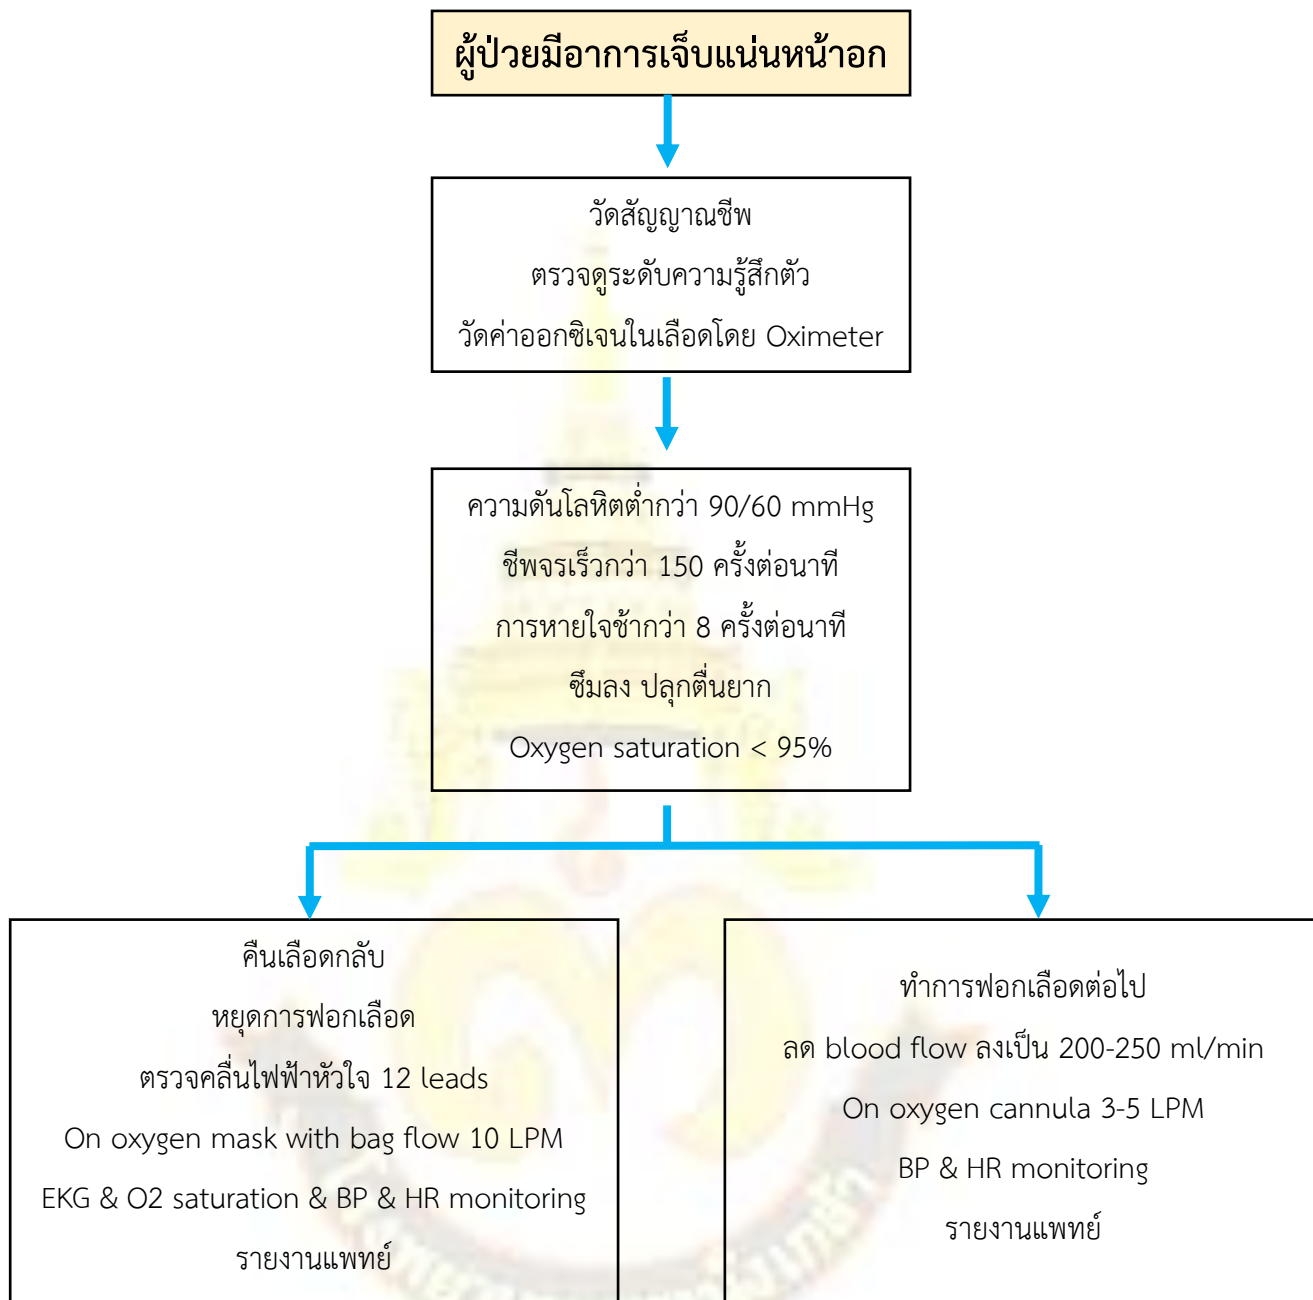 ผู้ป่วยมีอาการเจ็บแน่นหน้าอก
วัดสัญญาณชีพ
ตรวจดูระดับความรู้สึกตัว
วัดค่าออกซิเจนในเลือดโดย Oximeter
ความดันโลหิตต่ำกว่า 90/60 mmHg
ชีพจรเร็วกว่า 150 ครั้งต่อนาที
การหายใจช้ากว่า 8 ครั้งต่อนาที
ซึมลง ปลุกตื่นยาก
Oxygen saturation < 95%
คืนเลือดกลับ
หยุดการฟอกเลือด
ตรวจคลื่นไฟฟ้าหัวใจ 12 leads
On oxygen mask with bag flow 10 LPM
EKG & O2 saturation & BP & HR monitoring
รายงานแพทย์
ทำการฟอกเลือดต่อไป
ลด blood flow ลงเป็น 200-250 ml/min
On oxygen cannula 3-5 LPM
BP & HR monitoring
รายงานแพทย์